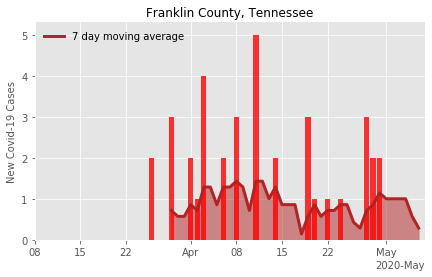 Franklin County, Tennessee
7 day moving average
New Covid-19 Cases
5
4
3
2
1
0
08 15 22 Apr 08 15 22 May
2020-May